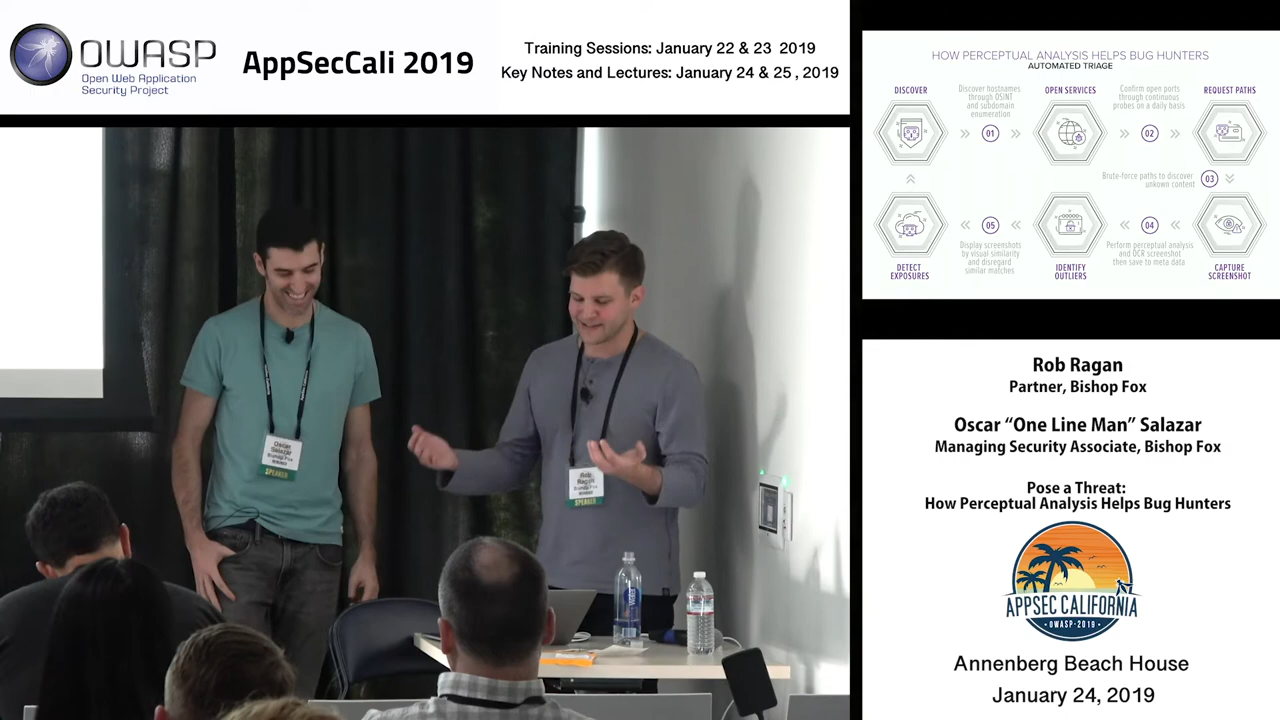 OWASP
Open Web Application
Security Project
AppSecCali 2019
Training Sessions: January 22 & 23 2019
Key Notes and Lectures: January 24 & 25 , 2019
HOW PERCEPTUAL ANALYSIS HELPS BUG HUNTERS
AUTOMATED TRIAGE
DISCOVER
Discover hostnames
through OSINT
and subdomain
enumeration
01
OPEN SERVICES
Confirm open ports
through continuous
probes on a daily basis
02
REQUEST PATHS
Brute-force paths to discover
unkown content
03
DETECT
EXPOSURES
05
Display screenshots
by visual similarity
and disregard
similar matches
IDENTIFY
OUTLIERS
04
Perform perceptual analysis
and OCR screenshot
then save to meta data
CAPTURE
SCREENSHOT
Oscar
Salazar
Bishop Fox
SPEAKER
Rob
Ragan
Bishop Fox
SPEAKER
Rob Ragan
Partner, Bishop Fox
Oscar “One Line Man” Salazar
Managing Security Associate, Bishop Fox
Pose a Threat:
How Perceptual Analysis Helps Bug Hunters
APPSEC CALIFORNIA
• OWASP-2019 •
Annenberg Beach House
January 24, 2019